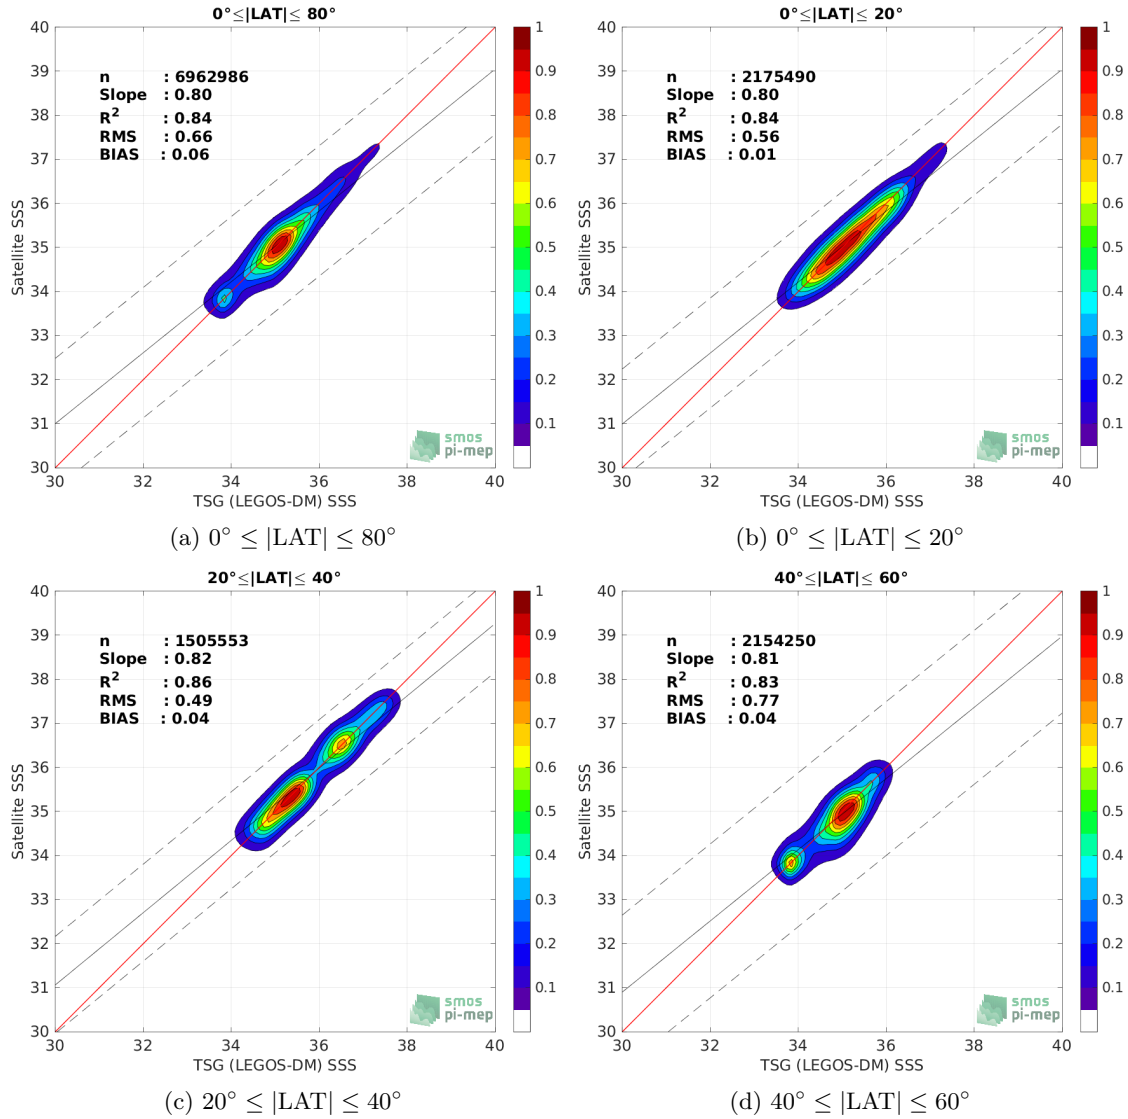 0°≤|LAT|≤ 80°
n : 6962986
Slope : 0.80
R² : 0.84
RMS : 0.66
BIAS : 0.06
40
39
38
37
36
35
34
33
32
31
30
Satellite SSS
30 32 34 36 38 40
TSG (LEGOS-DM) SSS
1
0.9
0.8
0.7
0.6
0.5
0.4
0.3
0.2
0.1
smos
pi-mep
(a) 0° ≤ |LAT| ≤ 80°
0°≤|LAT|≤ 20°
n : 2175490
Slope : 0.80
R² : 0.84
RMS : 0.56
BIAS : 0.01
40
39
38
37
36
35
34
33
32
31
30
Satellite SSS
30 32 34 36 38 40
TSG (LEGOS-DM) SSS
1
0.9
0.8
0.7
0.6
0.5
0.4
0.3
0.2
0.1
smos
pi-mep
(b) 0° ≤ |LAT| ≤ 20°
20°≤|LAT|≤ 40°
n : 1505553
Slope : 0.82
R² : 0.86
RMS : 0.49
BIAS : 0.04
40
39
38
37
36
35
34
33
32
31
30
Satellite SSS
30 32 34 36 38 40
TSG (LEGOS-DM) SSS
1
0.9
0.8
0.7
0.6
0.5
0.4
0.3
0.2
0.1
smos
pi-mep
(c) 20° ≤ |LAT| ≤ 40°
40°≤|LAT|≤ 60°
n : 2154250
Slope : 0.81
R² : 0.83
RMS : 0.77
BIAS : 0.04
40
39
38
37
36
35
34
33
32
31
30
Satellite SSS
30 32 34 36 38 40
TSG (LEGOS-DM) SSS
1
0.9
0.8
0.7
0.6
0.5
0.4
0.3
0.2
0.1
smos
pi-mep
(d) 40° ≤ |LAT| ≤ 60°